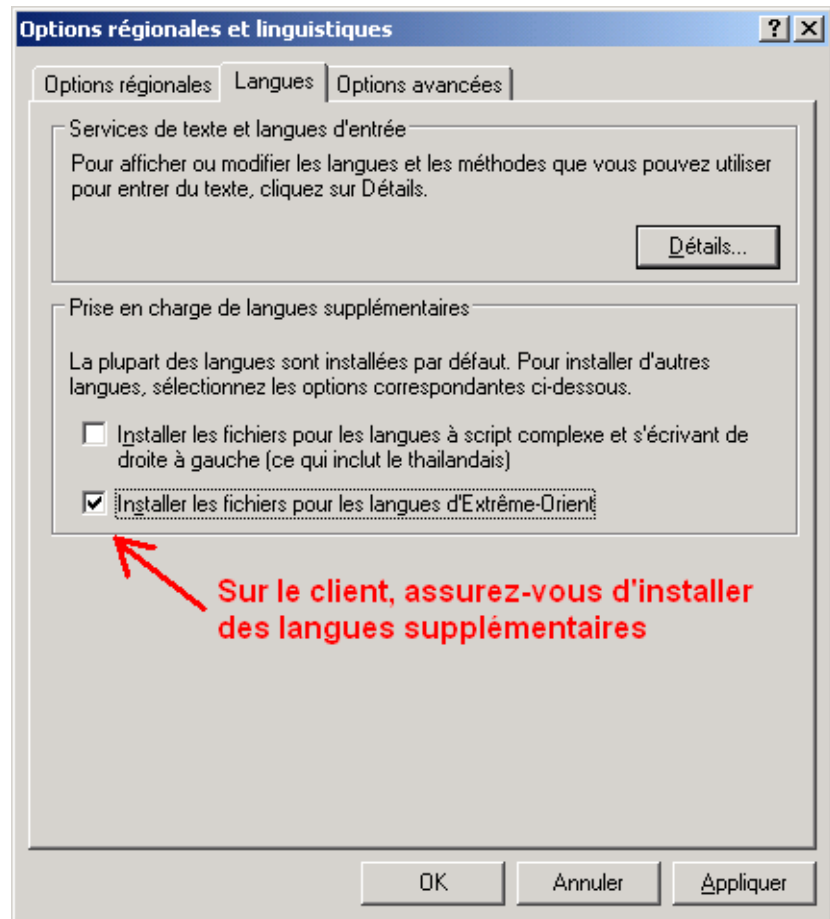 Options régionales et linguistiques
Options régionales Langues Options avancées
Services de texte et langues d'entrée
Pour afficher ou modifier les langues et les méthodes que vous pouvez utiliser
pour entrer du texte, cliquez sur Détails.
Détails...
Prise en charge de langues supplémentaires
La plupart des langues sont installées par défaut. Pour installer d'autres
langues, sélectionnez les options correspondantes ci-dessous.
Installer les fichiers pour les langues à script complexe et s'écrivant de
droite à gauche (ce qui inclut le thaïlandais)
Installer les fichiers pour les langues d'Extrême-Orient
Sur le client, assurez-vous d'installer
des langues supplémentaires
OK Annuler Appliquer